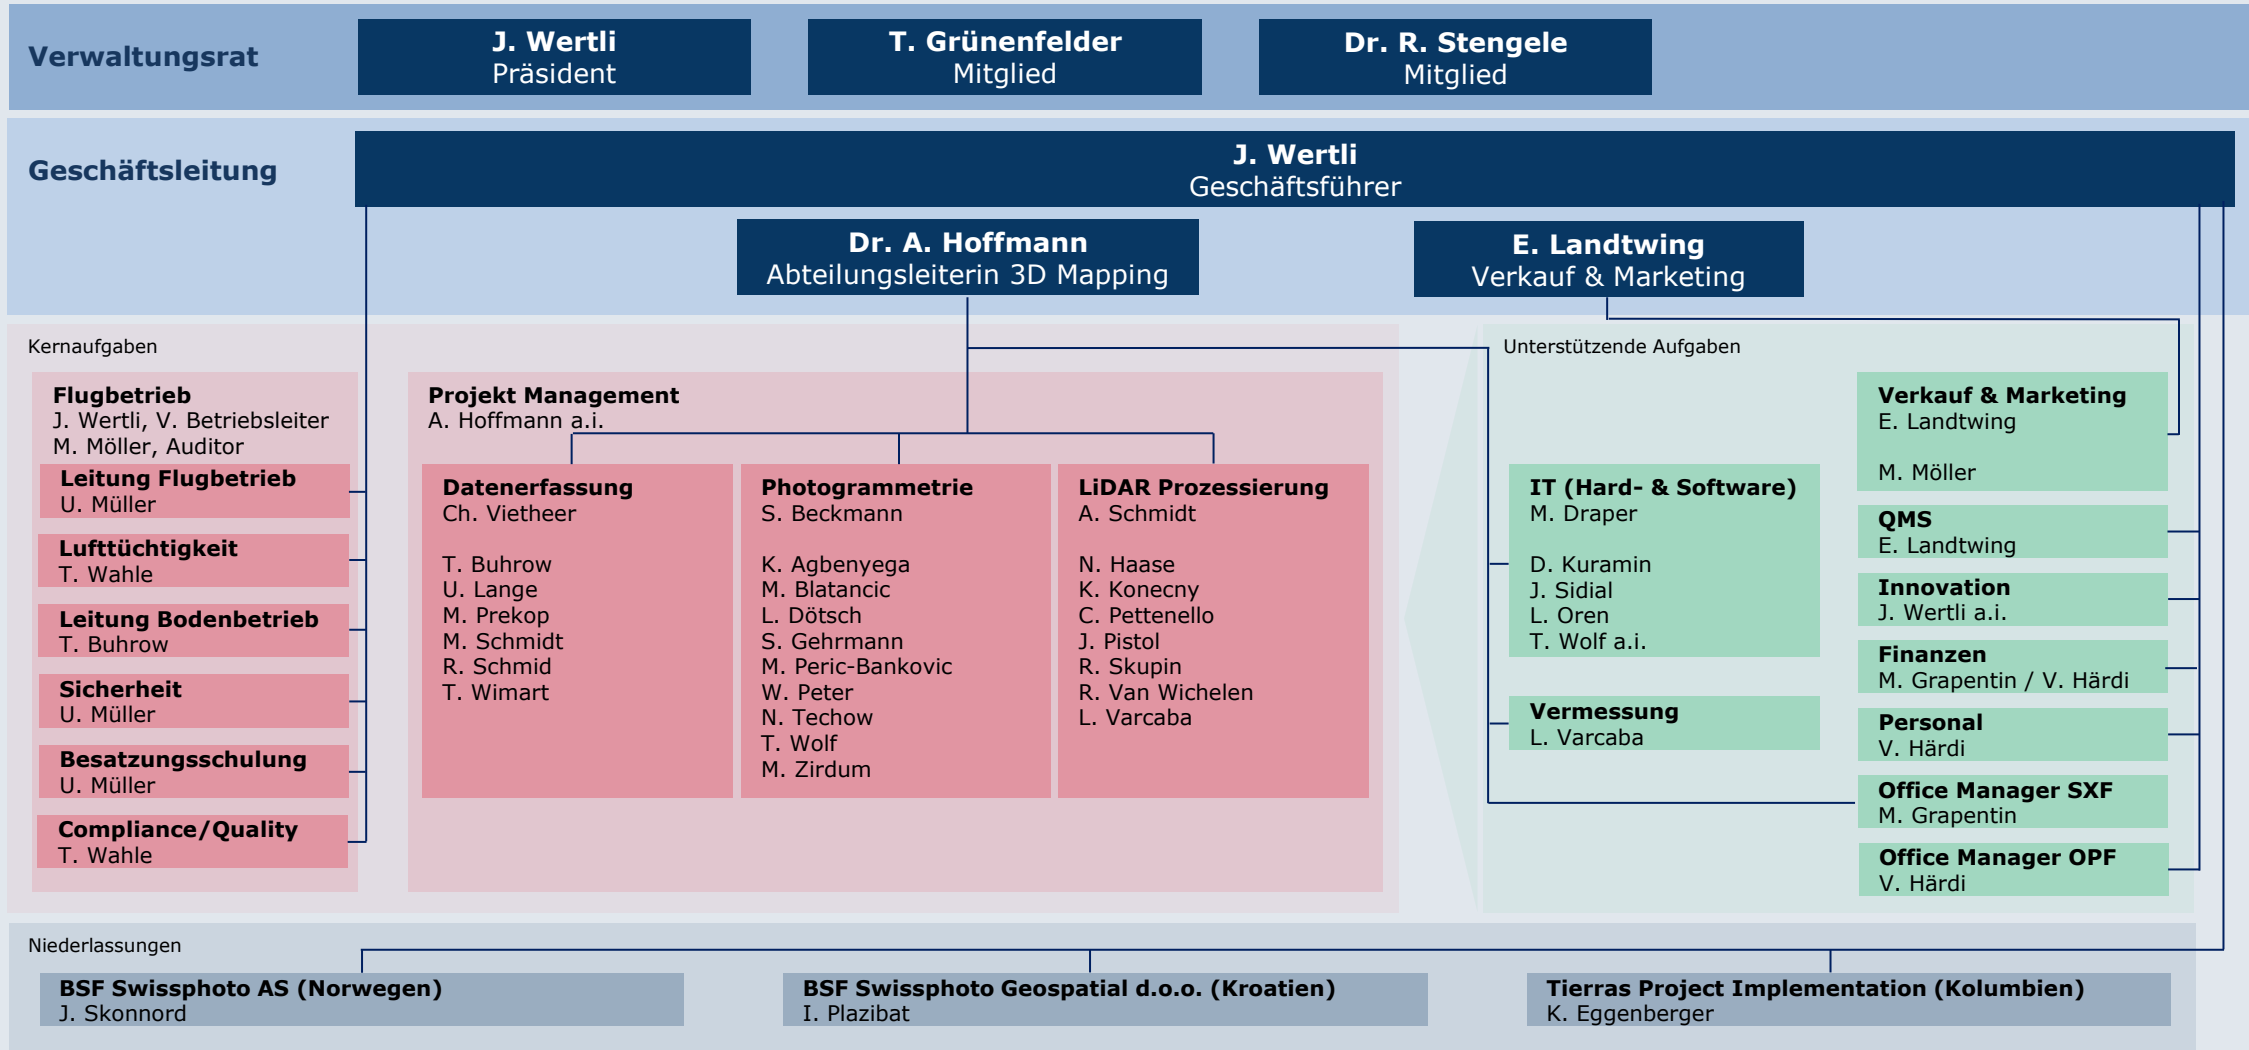 Verwaltungsrat
J. Wertli
Präsident
T. Grünenfelder
Mitglied
Dr. R. Stengele
Mitglied
Geschäftsleitung
J. Wertli
Geschäftsführer
Dr. A. Hoffmann
Abteilungsleiterin 3D Mapping
E. Landtwing
Verkauf & Marketing
Kernaufgaben
Flugbetrieb
J. Wertli, V. Betriebsleiter
M. Möller, Auditor
Leitung Flugbetrieb
U. Müller
Lufttüchtigkeit
T. Wahle
Leitung Bodenbetrieb
T. Buhrow
Sicherheit
U. Müller
Besatzungsschulung
U. Müller
Compliance/Quality
T. Wahle
Projekt Management
A. Hoffmann a.i.
Datenerfassung
Ch. Vietheer
T. Buhrow
U. Lange
M. Prekop
M. Schmidt
R. Schmid
T. Wimart
Photogrammetrie
S. Beckmann
K. Agbenyega
M. Blatancic
L. Dötsch
S. Gehrmann
M. Peric-Bankovic
W. Peter
N. Techow
T. Wolf
M. Zirdum
LiDAR Prozessierung
A. Schmidt
N. Haase
K. Konecny
C. Pettenello
J. Pistol
R. Skupin
R. Van Wichelen
L. Varcaba
Unterstützende Aufgaben
IT (Hard- & Software)
M. Draper
D. Kuramin
J. Sidial
L. Oren
T. Wolf a.i.
Vermessung
L. Varcaba
Verkauf & Marketing
E. Landtwing
M. Möller
QMS
E. Landtwing
Innovation
J. Wertli a.i.
Finanzen
M. Grapentin / V. Härdi
Personal
V. Härdi
Office Manager SXF
M. Grapentin
Office Manager OPF
V. Härdi
Niederlassungen
BSF Swissphoto AS (Norwegen)
J. Skonnord
BSF Swissphoto Geospatial d.o.o. (Kroatien)
I. Plazibat
Tierras Project Implementation (Kolumbien)
K. Eggenberger